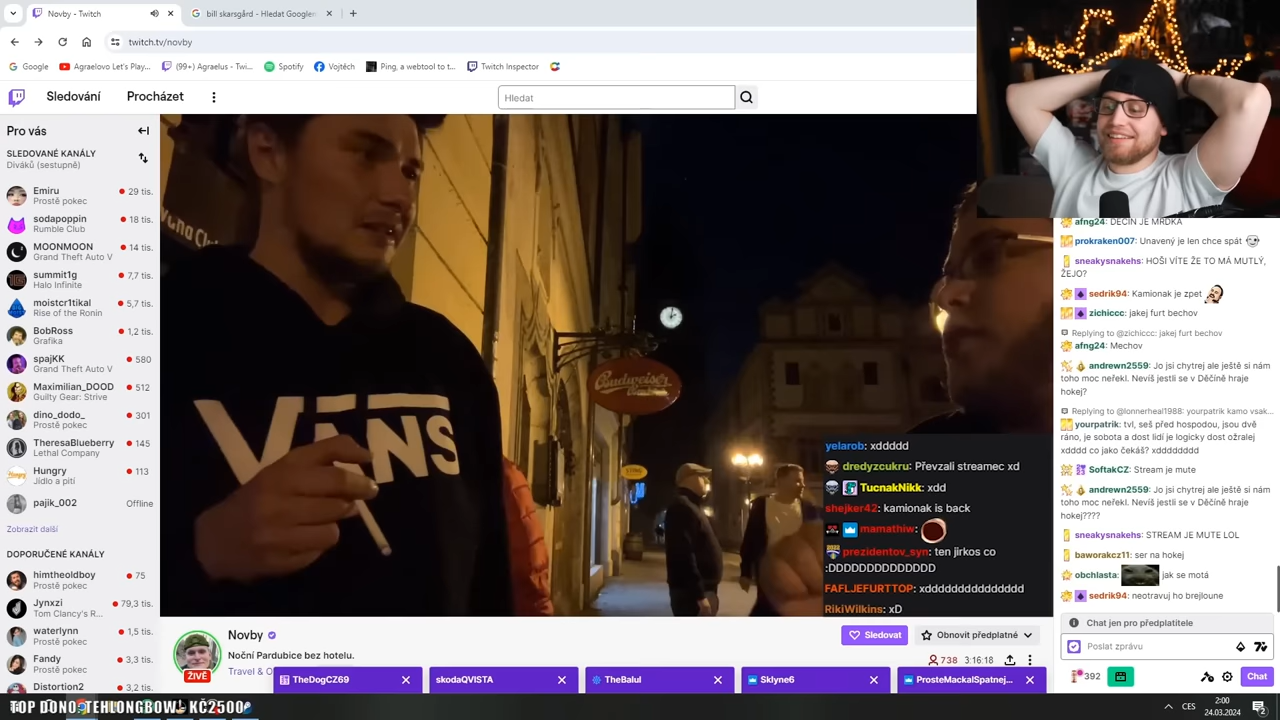 Novby - Twitch
bill skarsgård - Hledat Google
twitch.tv/novby
Google
Agraelovo Let's Play...
(99+) Agraelus - Twi...
Spotify
Vojtěch
Ping, a webtool to t...
Twitch Inspector
Sledování
Procházet
Hledat
Pro vás
SLEDOVANÉ KANÁLY
Diváků (sestupně)
Emiru
29 tis.
Prostě pokec
sodapoppin
18 tis.
Rumble Club
MOONMOON
14 tis.
Grand Theft Auto V
summit1g
7,7 tis.
Halo Infinite
moistcr1tikal
5,7 tis.
Rise of the Ronin
BobRoss
1,2 tis.
Grafika
spajKK
580
Grand Theft Auto V
Maximilian_DOOD
512
Guilty Gear: Strive
dino_dodo_
301
Prostě pokec
TheresaBlueberry
145
Lethal Company
Hungry
113
Jídlo a pití
pajik_002
Offline
Zobrazit další
DOPORUČENÉ KANÁLY
himtheoldboy
75
Prostě pokec
Jynxzi
79,3 tis.
Tom Clancy's R...
waterlynn
1,5 tis.
Prostě pokec
Fandy
3,3 tis.
Prostě pokec
Distortion2
3,2 tis.
VANS
Budweiser
yelarob: xddddd
dredyzcukru: Převzali streamec xd
TucnakNikk: xdd
shejker42: kamionak is back
mamathiw:
prezidentov_syn: ten jirkos co
:DDDDDDDDDDDDDD
FAFLJEFURTTOP: xddddddddddddddd
RikiWilkins: xD
Novby
Noční Pardubice bez hotelu.
Travel & O
ŽIVĚ
Sledovat
Obnovit předplatné
738
3:16:18
TheDogCZ69
skodaQVISTA
TheBalul
Sklyne6
ProsteMackalSpatnej...
afng24: DĚČÍN JE MRDKA
prokraken007: Unavený je len chce spát
sneakysnakehs: HOŠI VÍTE ŽE TO MÁ MUTLÝ,
ŽEJO?
sedrik94: Kamionak je zpet
zichiccc: jakej furt bechov
Replying to @zichiccc: jakej furt bechov
afng24: Mechov
andrewn2559: Jo jsi chytrej ale ještě si nám
toho moc neřekl. Nevíš jestli se v Děčíně hraje
hokej?
Replying to @lonnerheal1988: yourpatrik kamo vsak...
yourpatrik: tvl, seš před hospodou, jsou dvě
ráno, je sobota a dost lidí je logicky dost ožralej
xdddd co jako čekáš? xddddddddd
SoftakCZ: Stream je mute
andrewn2559: Jo jsi chytrej ale ještě si nám
toho moc neřekl. Nevíš jestli se v Děčíně hraje
hokej????
sneakysnakehs: STREAM JE MUTE LOL
baworakcz11: ser na hokej
obchlasta: jak se motá
sedrik94: neotravuj ho brejloune
Chat jen pro předplatitele
Poslat zprávu
392
Chat
TOP DONO: TEHLONGBOW - KČ2500
CES
2:00
24.03.2024
2